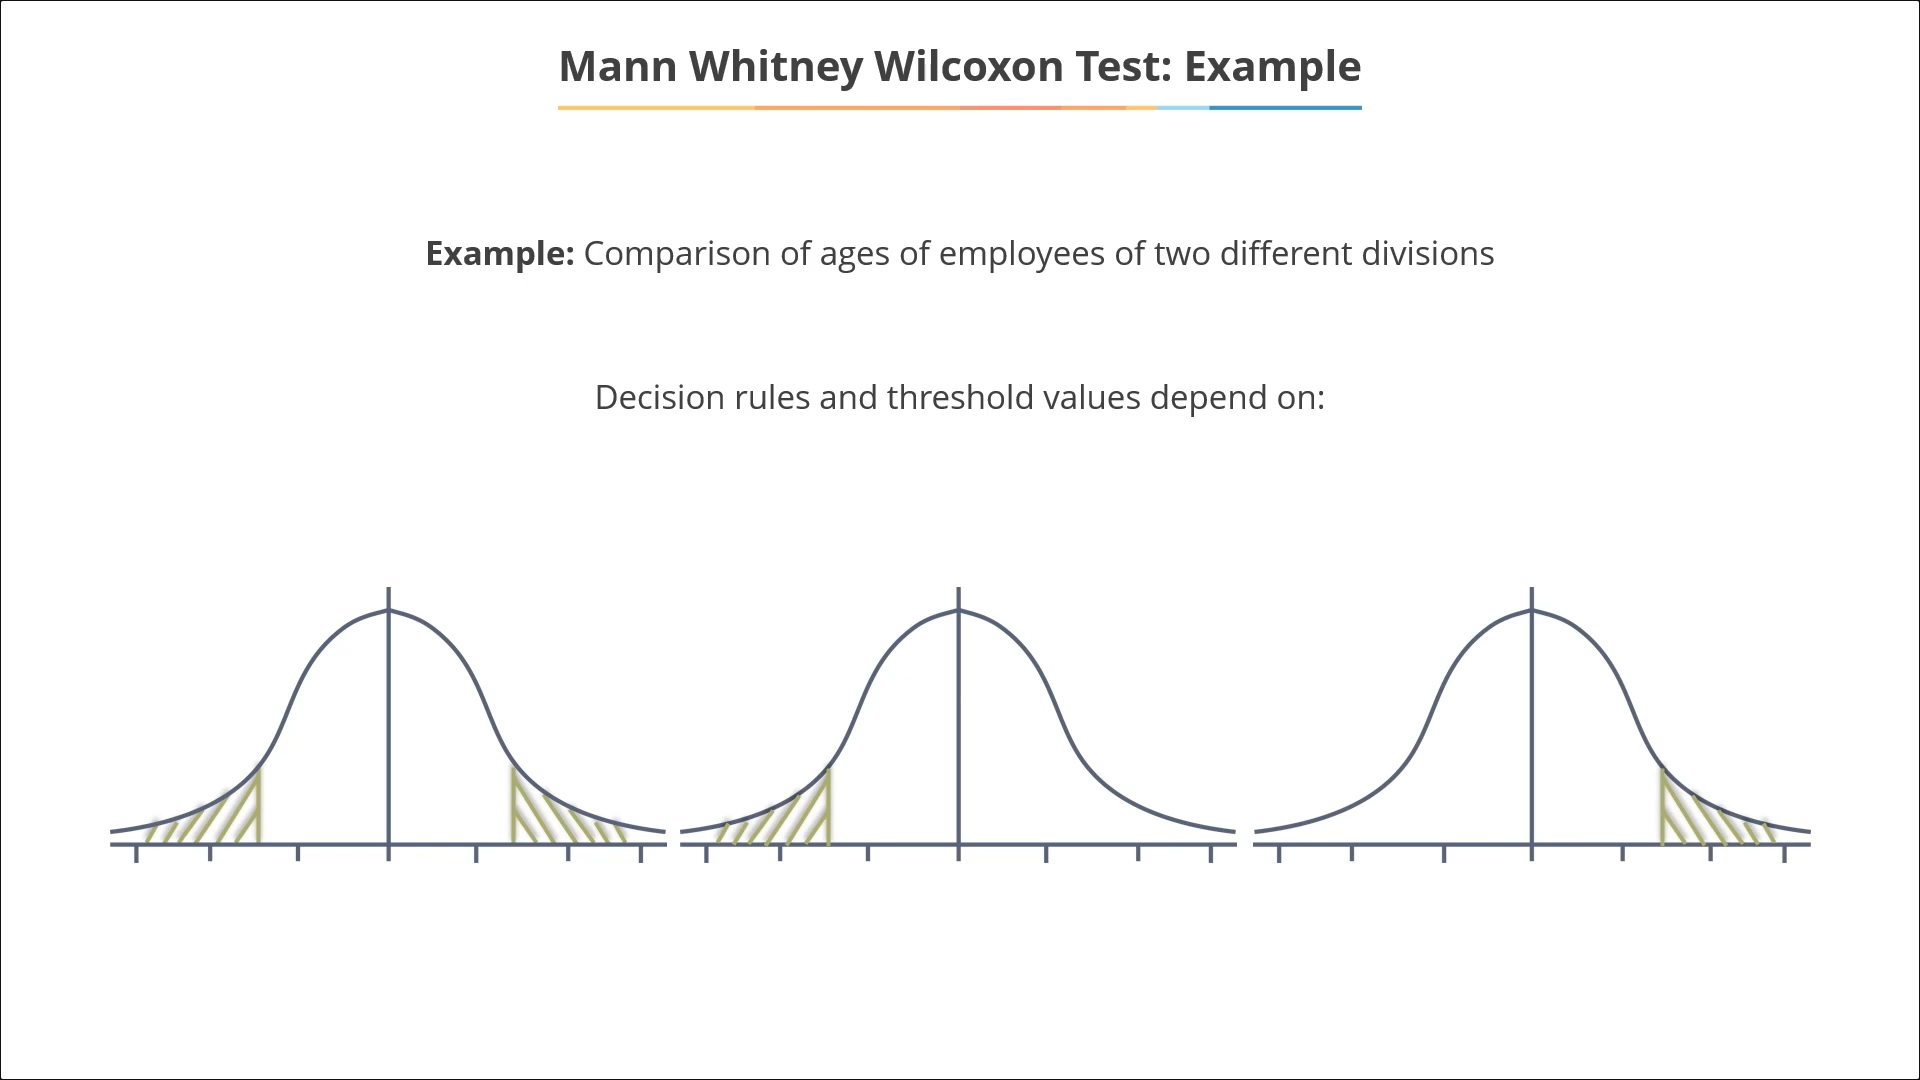 Mann Whitney Wilcoxon Test: Example
Example: Comparison of ages of employees of two different divisions
Decision rules and threshold values depend on: